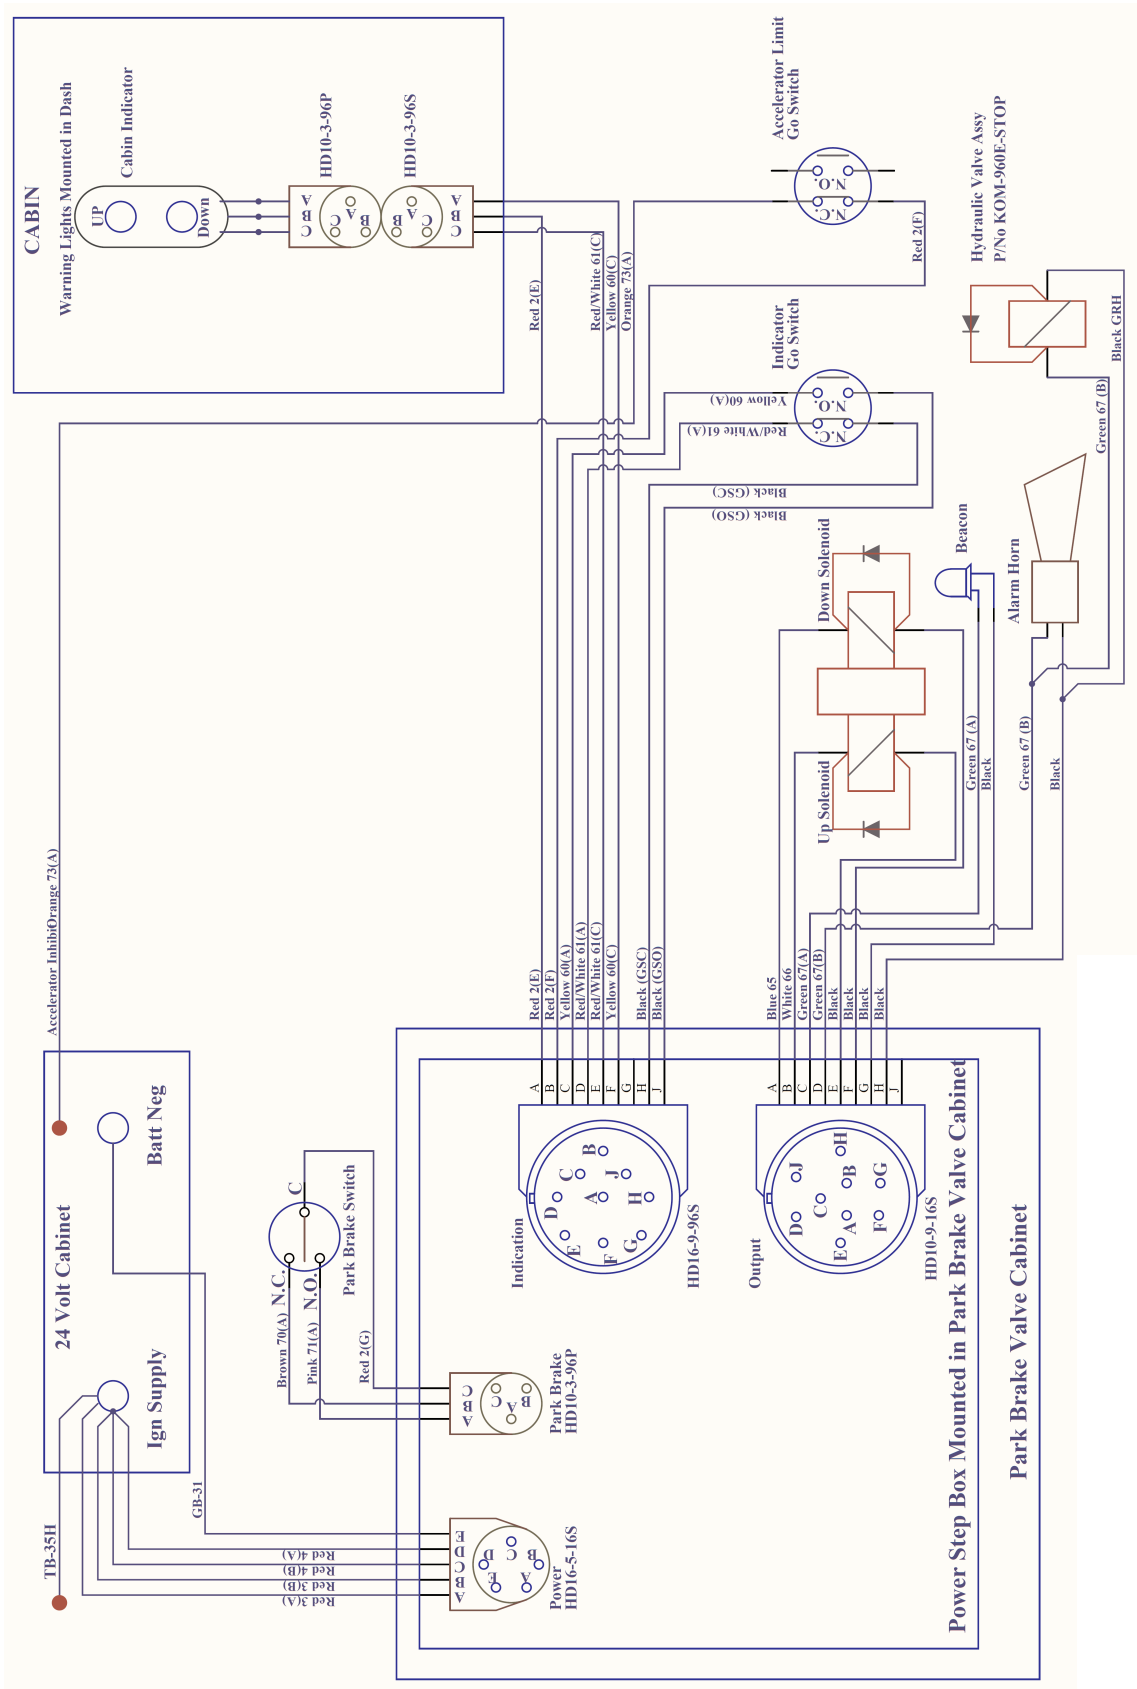 CABIN
Warning Lights Mounted in Dash
Cabin Indicator
UP
Down
A
B
C
HD10-3-96P
A
C
B
HD10-3-96S
A
B
C
A
B
C
Red 2(E)
Red/White 61(C)
Yellow 60(C)
Orange 73(A)
Accelerator Limit
Go Switch
N.O.
N.C.
Red 2(F)
Indicator
Go Switch
N.O.
N.C.
Yellow 60(A)
Red/White 61(A)
Black (GSC)
Black (GSO)
Hydraulic Valve Assy
P/No KOM-960E-STOP
Black GRH
Green 67 (B)
Down Solenoid
Up Solenoid
Beacon
Alarm Horn
Green 67 (A)
Black
Green 67 (B)
Black
Accelerator Inhibit
Orange 73(A)
24 Volt Cabinet
Batt Neg
Ign Supply
TB-35H
GB-31
Red 4(A)
Red 4(B)
Red 3(B)
Red 3(A)
C
N.C.
N.O.
Park Brake Switch
Brown 70(A)
Pink 71(A)
Red 2(G)
Red 2(E)
Red 2(F)
Yellow 60(A)
Red/White 61(A)
Red/White 61(C)
Yellow 60(C)
Black (GSC)
Black (GSO)
Blue 65
White 66
Green 67(A)
Green 67(B)
Black
Black
Black
Black
A
B
C
D
E
F
G
H
J
A
B
C
D
E
F
G
H
J
Indication
B
C
J
D
A
H
E
F
G
HD16-9-96S
Output
H
J
B
G
C
D
A
F
E
HD10-9-16S
C
B
A
C
B
A
Park Brake
HD10-3-96P
E
D
C
B
A
D
C
B
E
A
Power
HD16-5-16S
Power Step Box Mounted in Park Brake Valve Cabinet
Park Brake Valve Cabinet